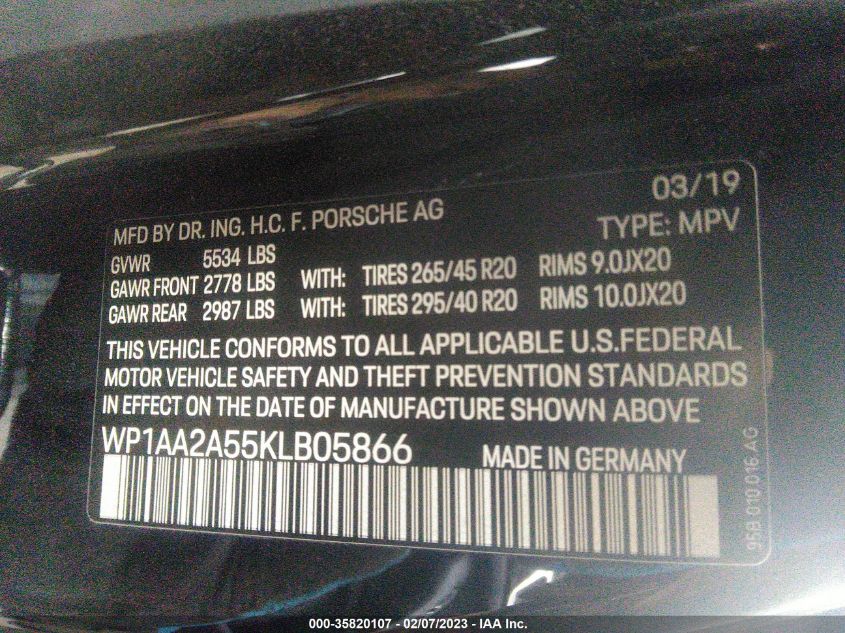 03/19
MFD BY DR. ING. H.C. F. PORSCHE AG TYPE: MPV
GVWR 5534 LBS
GAWR FRONT 2778 LBS WITH: TIRES 265/45 R20 RIMS 9.0JX20
GAWR REAR 2987 LBS WITH: TIRES 295/40 R20 RIMS 10.0JX20
THIS VEHICLE CONFORMS TO ALL APPLICABLE U.S.FEDERAL
MOTOR VEHICLE SAFETY AND THEFT PREVENTION STANDARDS
IN EFFECT ON THE DATE OF MANUFACTURE SHOWN ABOVE
WP1AA2A55KLB05866 MADE IN GERMANY
95B 010 016 AG
000-35820107 - 02/07/2023 - IAA Inc.